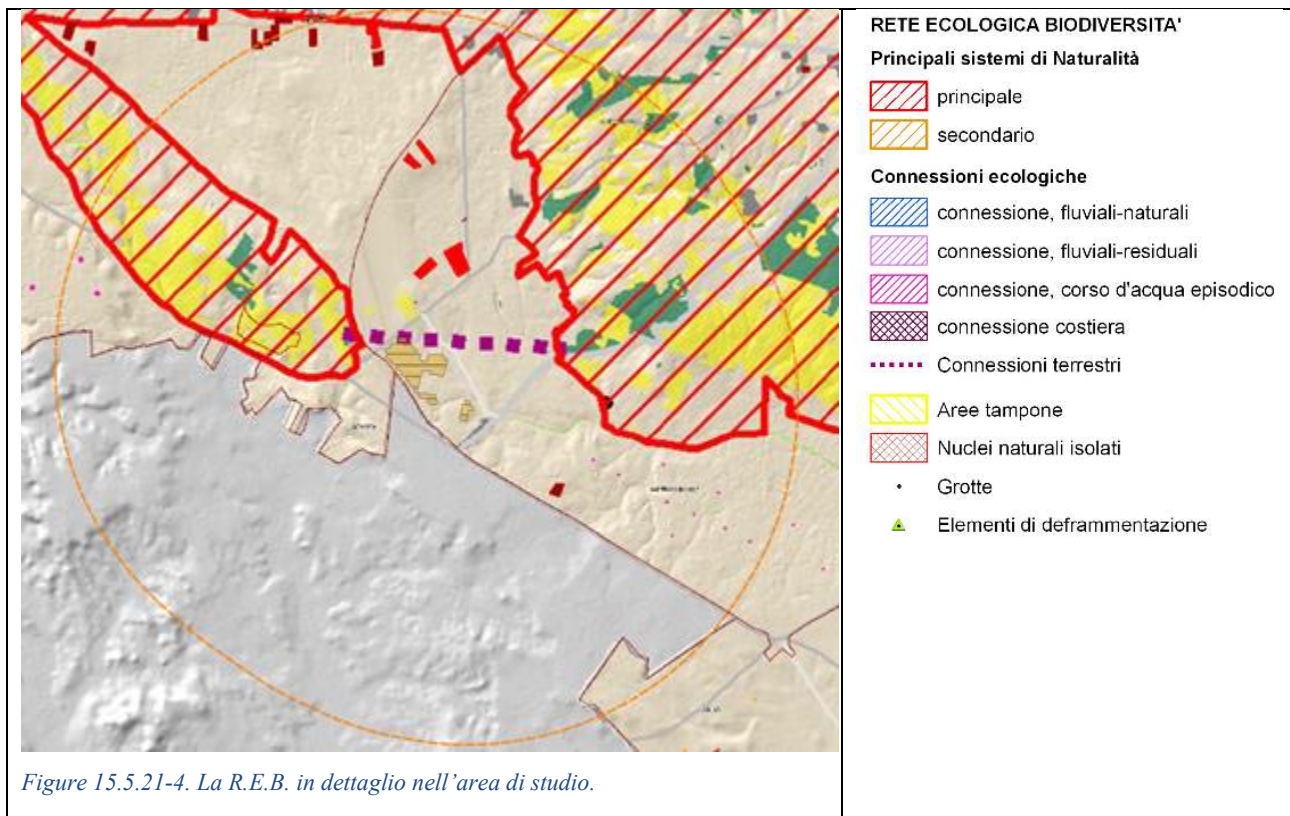 RETE ECOLOGICA BIODIVERSITA'
Principali sistemi di Naturalità
principale
secondario
Connessioni ecologiche
connessione, fluviali-naturali
connessione, fluviali-residuali
connessione, corso d'acqua episodico
connessione costiera
Connessioni terrestri
Aree tampone
Nuclei naturali isolati
Grotte
Elementi di deframmentazione
Figure 15.5.21-4. La R.E.B. in dettaglio nell'area di studio.